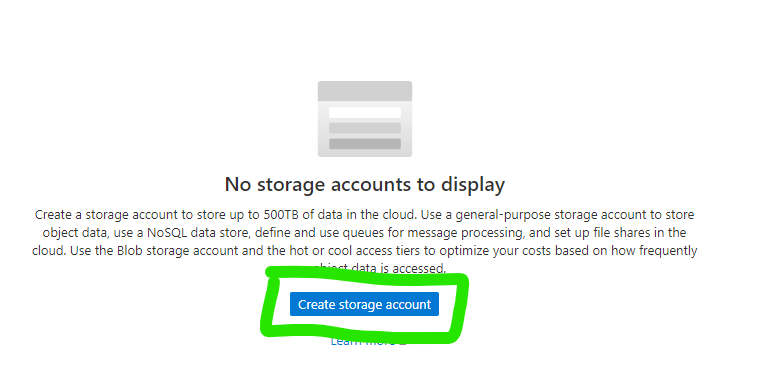 No storage accounts to display
Create a storage account to store up to 500TB of data in the cloud. Use a general-purpose storage account to store
object data, use a NoSQL data store, define and use queues for message processing, and set up file shares in the
cloud. Use the Blob storage account and the hot or cool access tiers to optimize your costs based on how frequently
object data is accessed.
Create storage account
Learn more